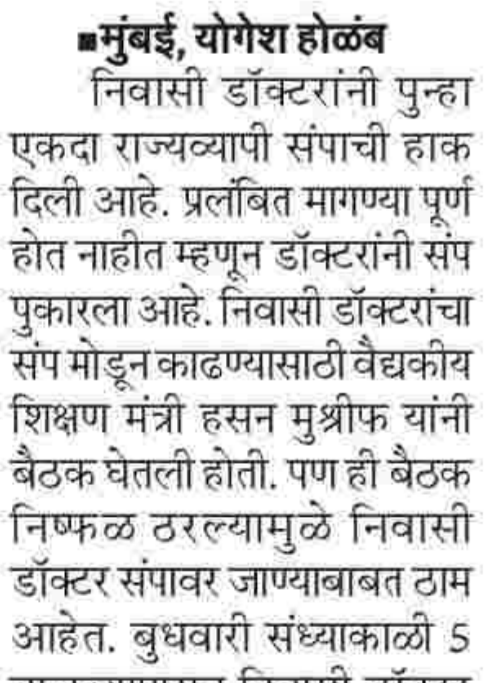 ■मुंबई, योगेश होळंब
निवासी डॉक्टरांनी पुन्हा
एकदा राज्यव्यापी संपाची हाक
दिली आहे. प्रलंबित मागण्या पूर्ण
होत नाहीत म्हणून डॉक्टरांनी संप
पुकारला आहे. निवासी डॉक्टरांचा
संप मोडून काढण्यासाठी वैद्यकीय
शिक्षण मंत्री हसन मुश्रीफ यांनी
बैठक घेतली होती. पण ही बैठक
निष्फळ ठरल्यामुळे निवासी
डॉक्टर संपावर जाण्याबाबत ठाम
आहेत. बुधवारी संध्याकाळी 5